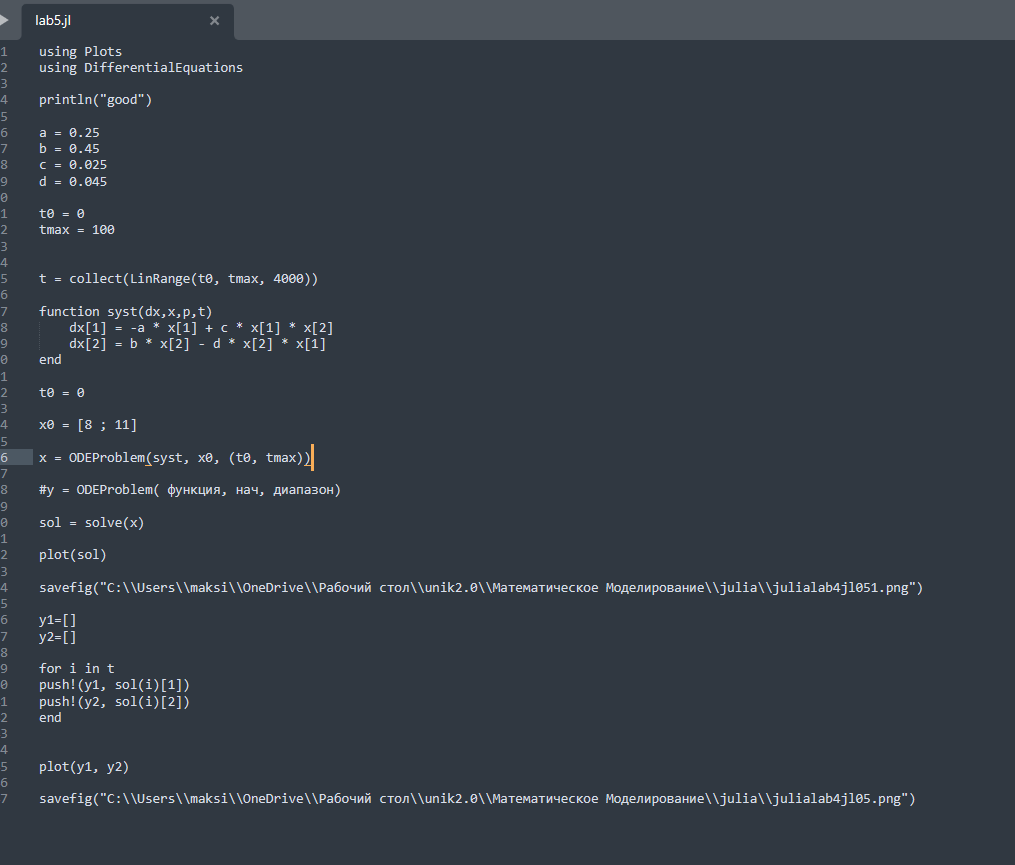 lab5.jl ×
1 using Plots
2 using DifferentialEquations
3
4 println("good")
5
6 a = 0.25
7 b = 0.45
8 c = 0.025
9 d = 0.045
0
1 t0 = 0
2 tmax = 100
3
4
5 t = collect(LinRange(t0, tmax, 4000))
6
7 function syst(dx,x,p,t)
8     dx[1] = -a * x[1] + c * x[1] * x[2]
9     dx[2] = b * x[2] - d * x[2] * x[1]
0 end
1
2 t0 = 0
3
4 x0 = [8 ; 11]
5
6 x = ODEProblem(syst, x0, (t0, tmax))
7
8 #y = ODEProblem( функция, нач, диапазон)
9
0 sol = solve(x)
1
2 plot(sol)
3
4 savefig("C:\\Users\\maksi\\OneDrive\\Рабочий стол\\unik2.0\\Математическое Моделирование\\julia\\julialab4jl051.png")
5
6 y1=[]
7 y2=[]
8
9 for i in t
0 push!(y1, sol(i)[1])
1 push!(y2, sol(i)[2])
2 end
3
4
5 plot(y1, y2)
6
7 savefig("C:\\Users\\maksi\\OneDrive\\Рабочий стол\\unik2.0\\Математическое Моделирование\\julia\\julialab4jl05.png")